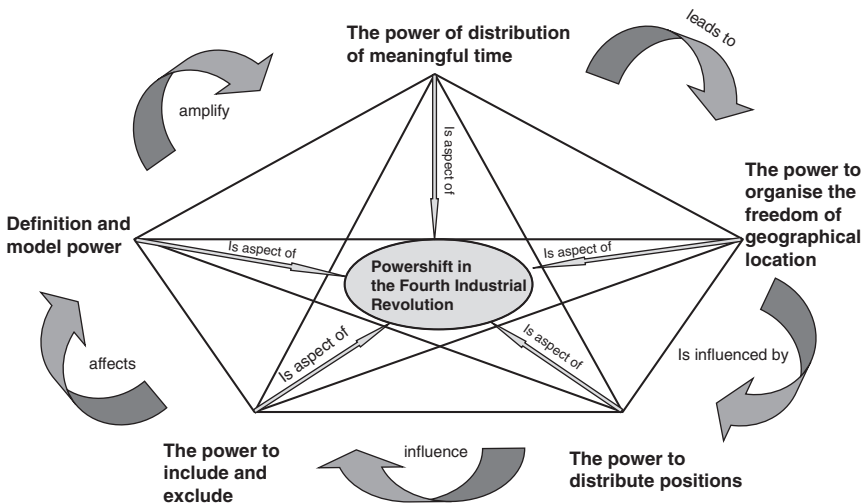 The power of distribution
of meaningful time
leads to
amplify
Is aspect of
The power to
organise the
freedom of
geographical
location
Definition and
model power
Is aspect of
Is aspect of
Powershift in
the Fourth Industrial
Revolution
Is aspect of
Is aspect of
affects
Is influenced by
The power to
include and
exclude
influence
The power to
distribute positions